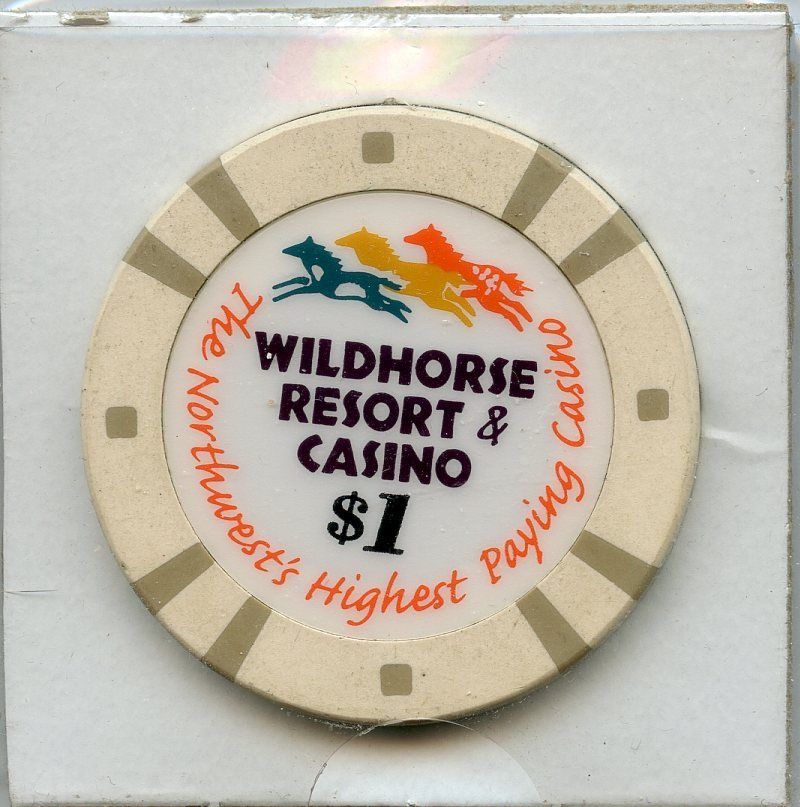 WILDHORSE
RESORT &
CASINO
$1
The Northwest's Highest Paying Casino